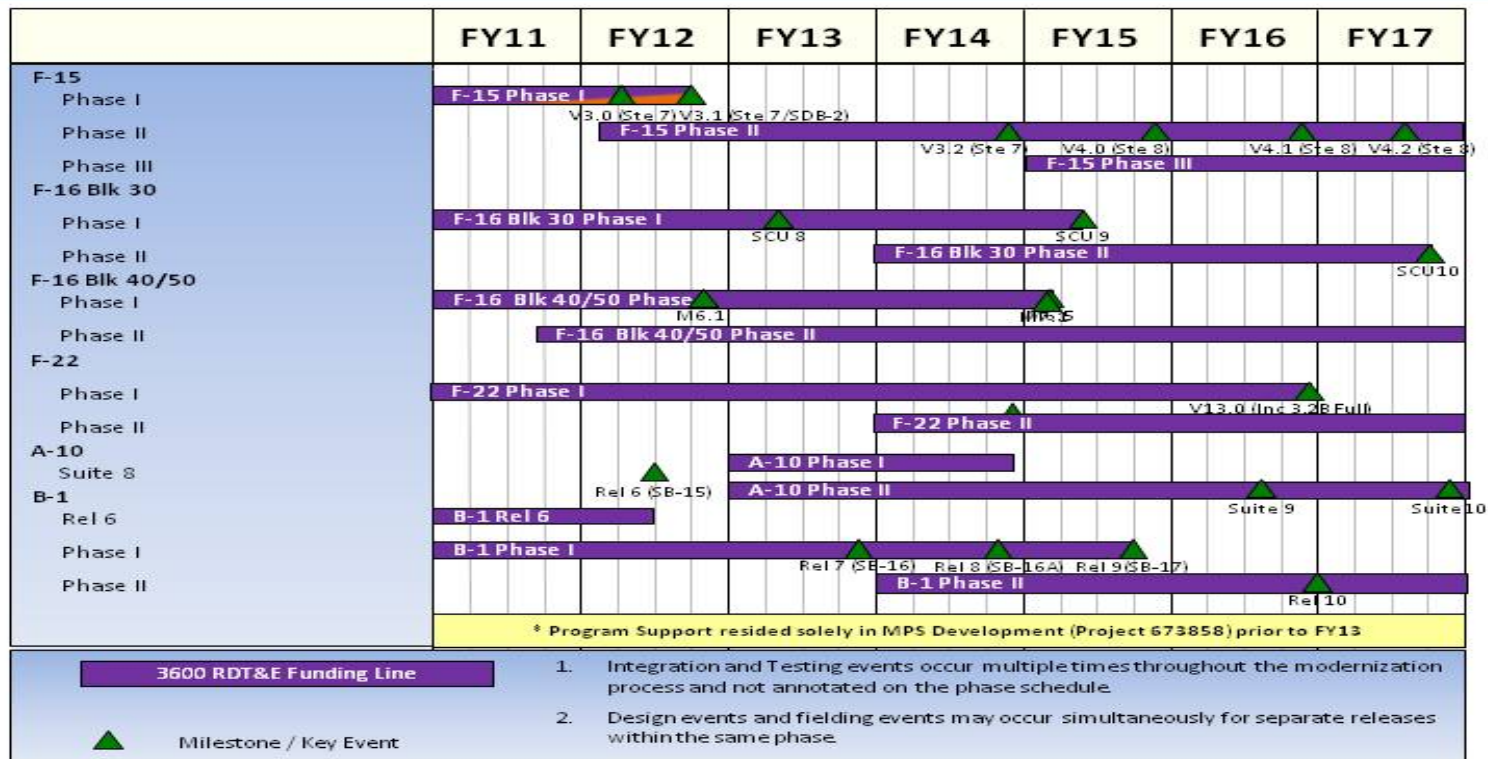 FY11 FY12 FY13 FY14 FY15 FY16 FY17
F-15
Phase I
F-15 Phase I
V3.0 (Ste 7) V3.1 (Ste 7/SDB-2)
Phase II
F-15 Phase II
V3.2 (Ste 7) V4.0 (Ste 8) V4.1 (Ste 8) V4.2 (Ste 8)
Phase III
F-15 Phase III
F-16 Blk 30
Phase I
F-16 Blk 30 Phase I
SCU 8 SCU 9
Phase II
F-16 Blk 30 Phase II
SCU10
F-16 Blk 40/50
Phase I
F-16 Blk 40/50 Phase
M6.1
Phase II
F-16 Blk 40/50 Phase II
F-22
Phase I
F-22 Phase I
V13.0 (Inc 3.2B Full)
Phase II
F-22 Phase II
A-10
A-10 Phase I
Suite 8
Rel 6 (SB-15)
A-10 Phase II
Suite 9 Suite10
B-1
Rel 6
B-1 Rel 6
Phase I
B-1 Phase I
Rel 7 (SB-16) Rel 8 (SB-16A) Rel 9(SB-17)
Phase II
B-1 Phase II
Rel 10
* Program Support resided solely in MPS Development (Project 673858) prior to FY13
3600 RDT&E Funding Line
Milestone / Key Event
1. Integration and Testing events occur multiple times throughout the modernization
process and not annotated on the phase schedule.
2. Design events and fielding events may occur simultaneously for separate releases
within the same phase.